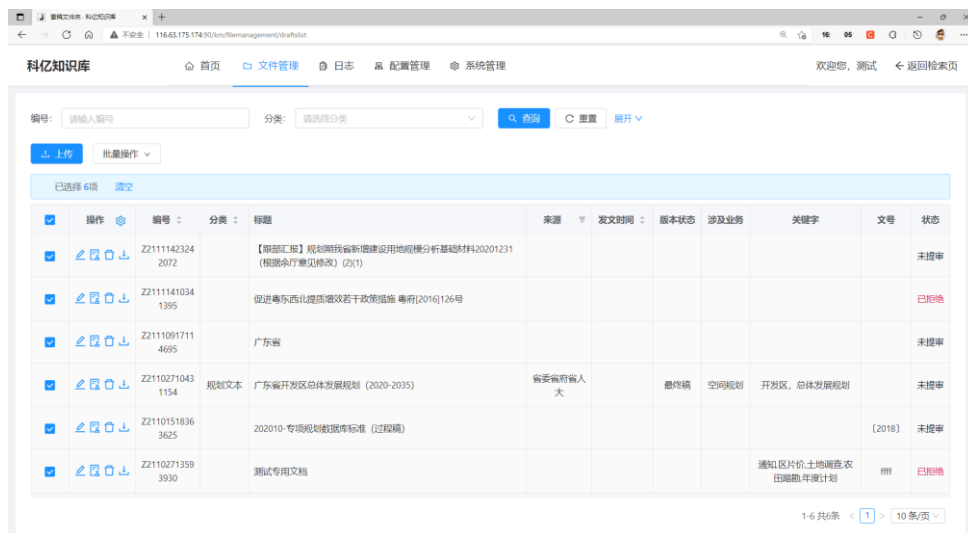 草稿文件夹 - 科亿知识库
不安全 116.63.175.174:90/km/filemanagement/draftslist
16: 05
科亿知识库 首页 文件管理 日志 配置管理 系统管理 欢迎您, 测试 返回检索页
编号: 请输入编号 分类: 请选择分类 查询 重置 展开
上传 批量操作
已选择 6项 清空
操作 编号 分类 标题 来源 发文时间 版本状态 涉及业务 关键字 文号 状态
Z2111142324 【跟部汇报】规划期我省新增建设用地规模分析基础材料20201231
2072 (根据余厅意见修改) (2)(1) 未提审
Z2111141034
1395 促进粤东西北提质增效若干政策措施 粤府[2016]126号 已拒绝
Z2111091711
4695 广东省 未提审
Z2110271043 省委省府省人
1154 规划文本 广东省开发区总体发展规划 (2020-2035) 大 最终稿 空间规划 开发区, 总体发展规划 未提审
Z2110151836
3625 202010-专项规划数据库标准 (过程稿) (2018) 未提审
Z2110271359 通知,区片价,土地调查,农
3930 测试专用文档 田踏勘,年度计划 ffff 已拒绝
1-6 共6条 < 1 > 10 条/页